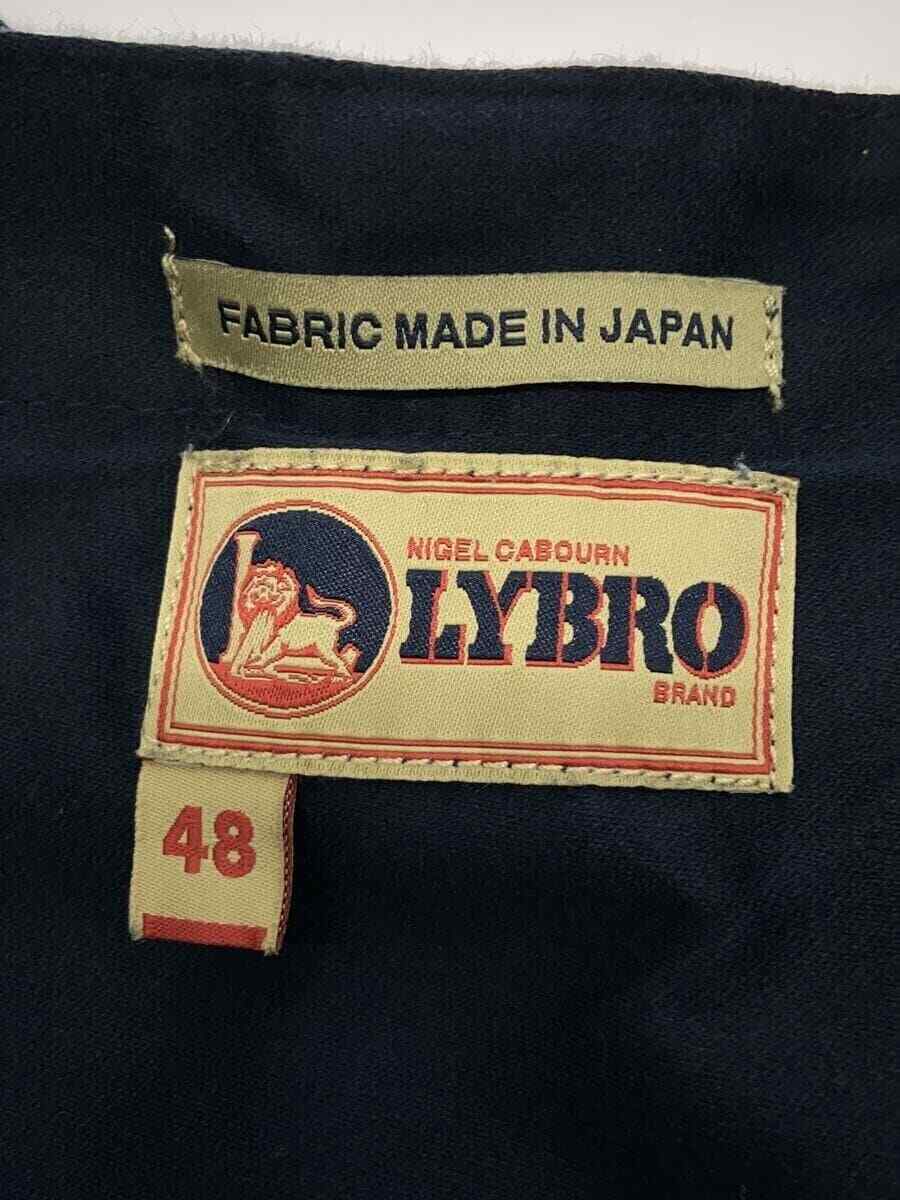 FABRIC MADE IN JAPAN
NIGEL CABOURN
LYBRO
BRAND
48